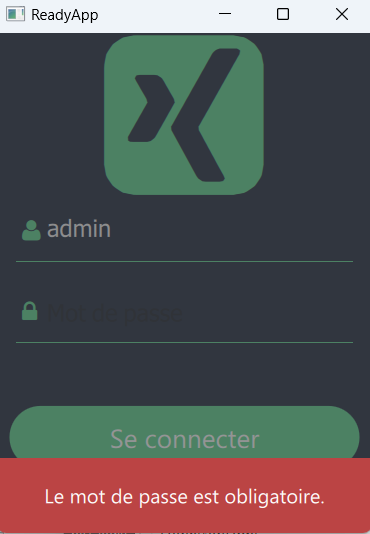 ReadyApp
admin
Mot de passe
Se connecter
Le mot de passe est obligatoire.